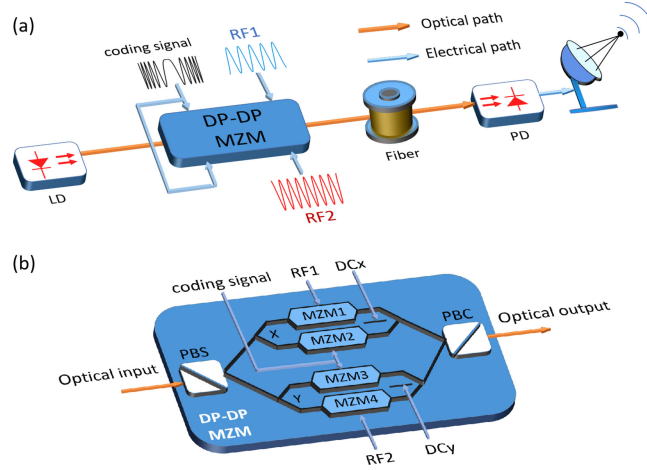 (a)
coding signal
RF1
Optical path
Electrical path
DP-DP
MZM
LD
RF2
Fiber
PD
(b)
coding signal
RF1
DCx
MZM1
X
MZM2
PBC
Optical output
PBS
Optical input
MZM3
Y
MZM4
DP-DP
MZM
RF2
DCy